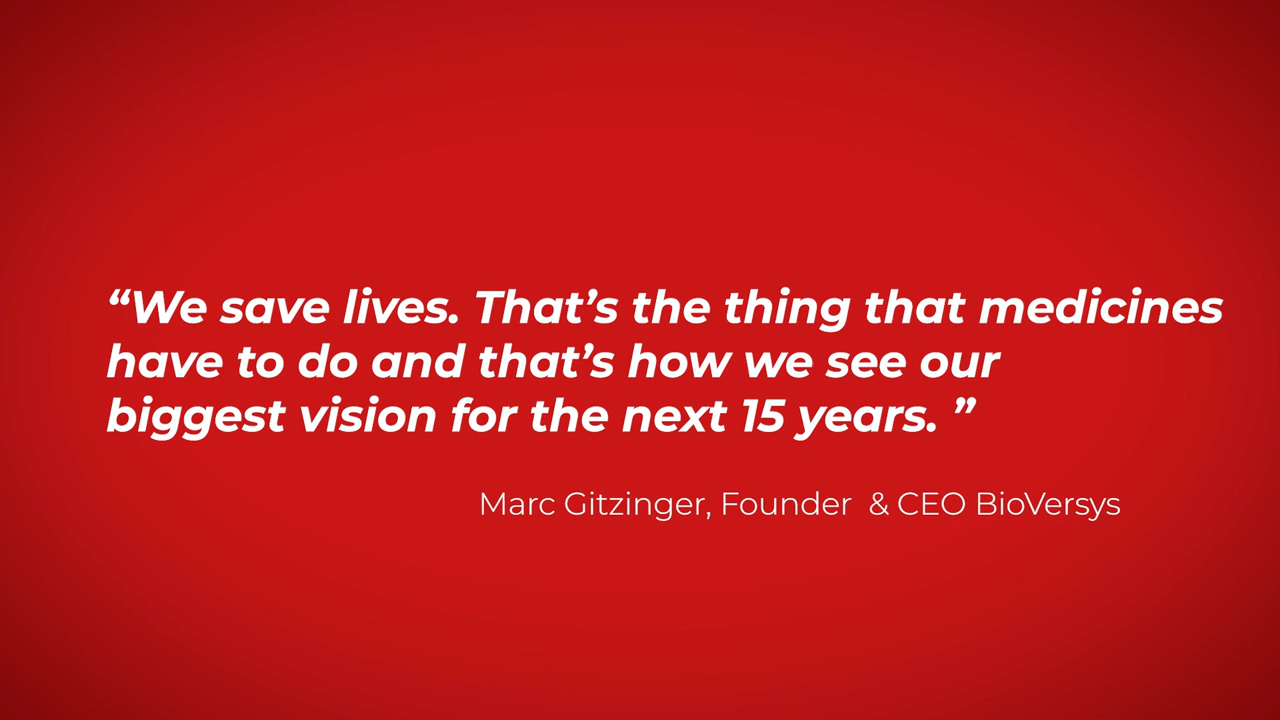 “We save lives. That’s the thing that medicines
have to do and that’s how we see our
biggest vision for the next 15 years. ”
Marc Gitzinger, Founder  & CEO BioVersys